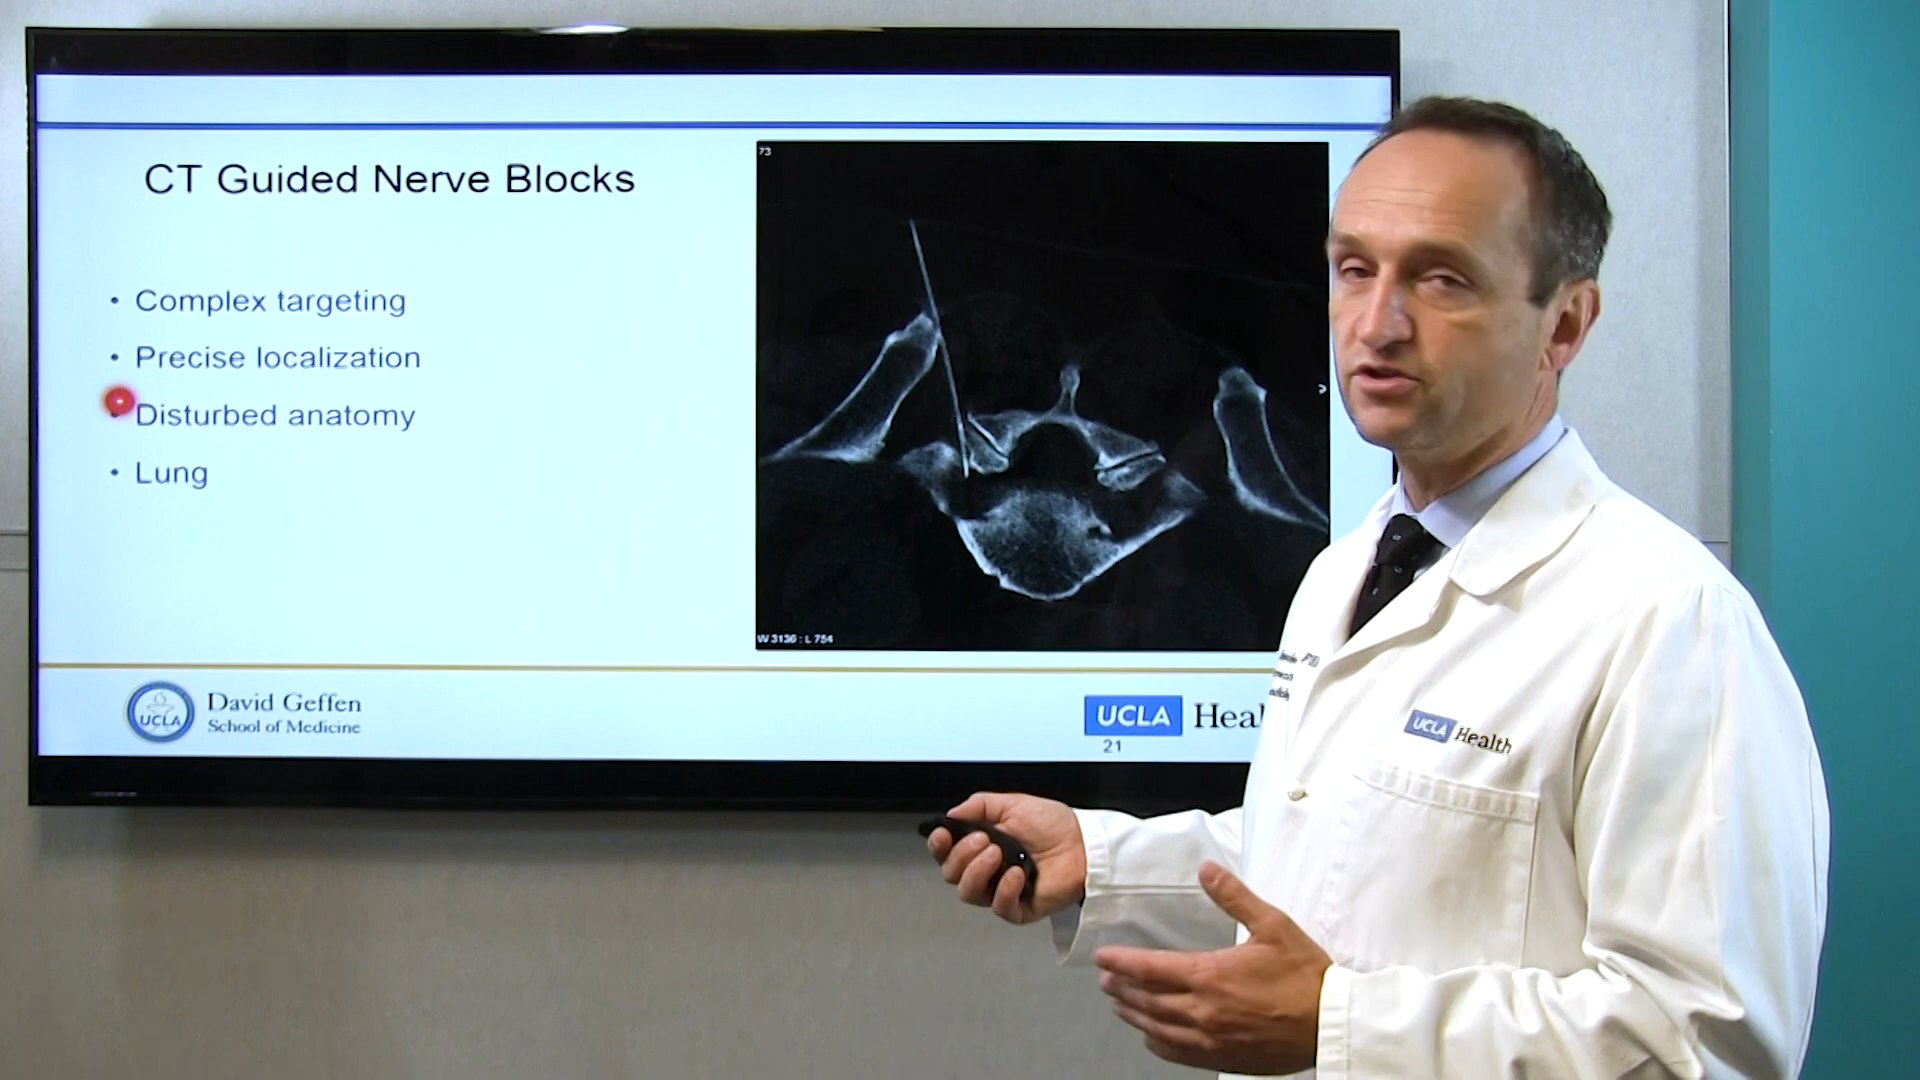 CT Guided Nerve Blocks
73
• Complex targeting
• Precise localization
• Disturbed anatomy
• Lung
W 3136 : L 754
UCLA
David Geffen
School of Medicine
UCLA Heal
21
UCLA Health